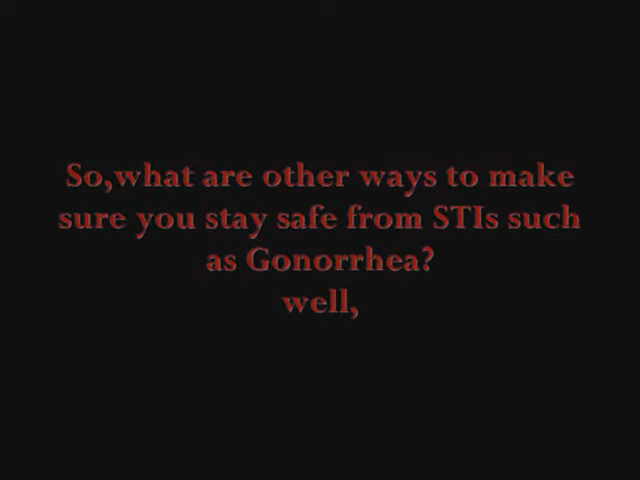 So,what are other ways to make
sure you stay safe from STIs such
as Gonorrhea?
well,